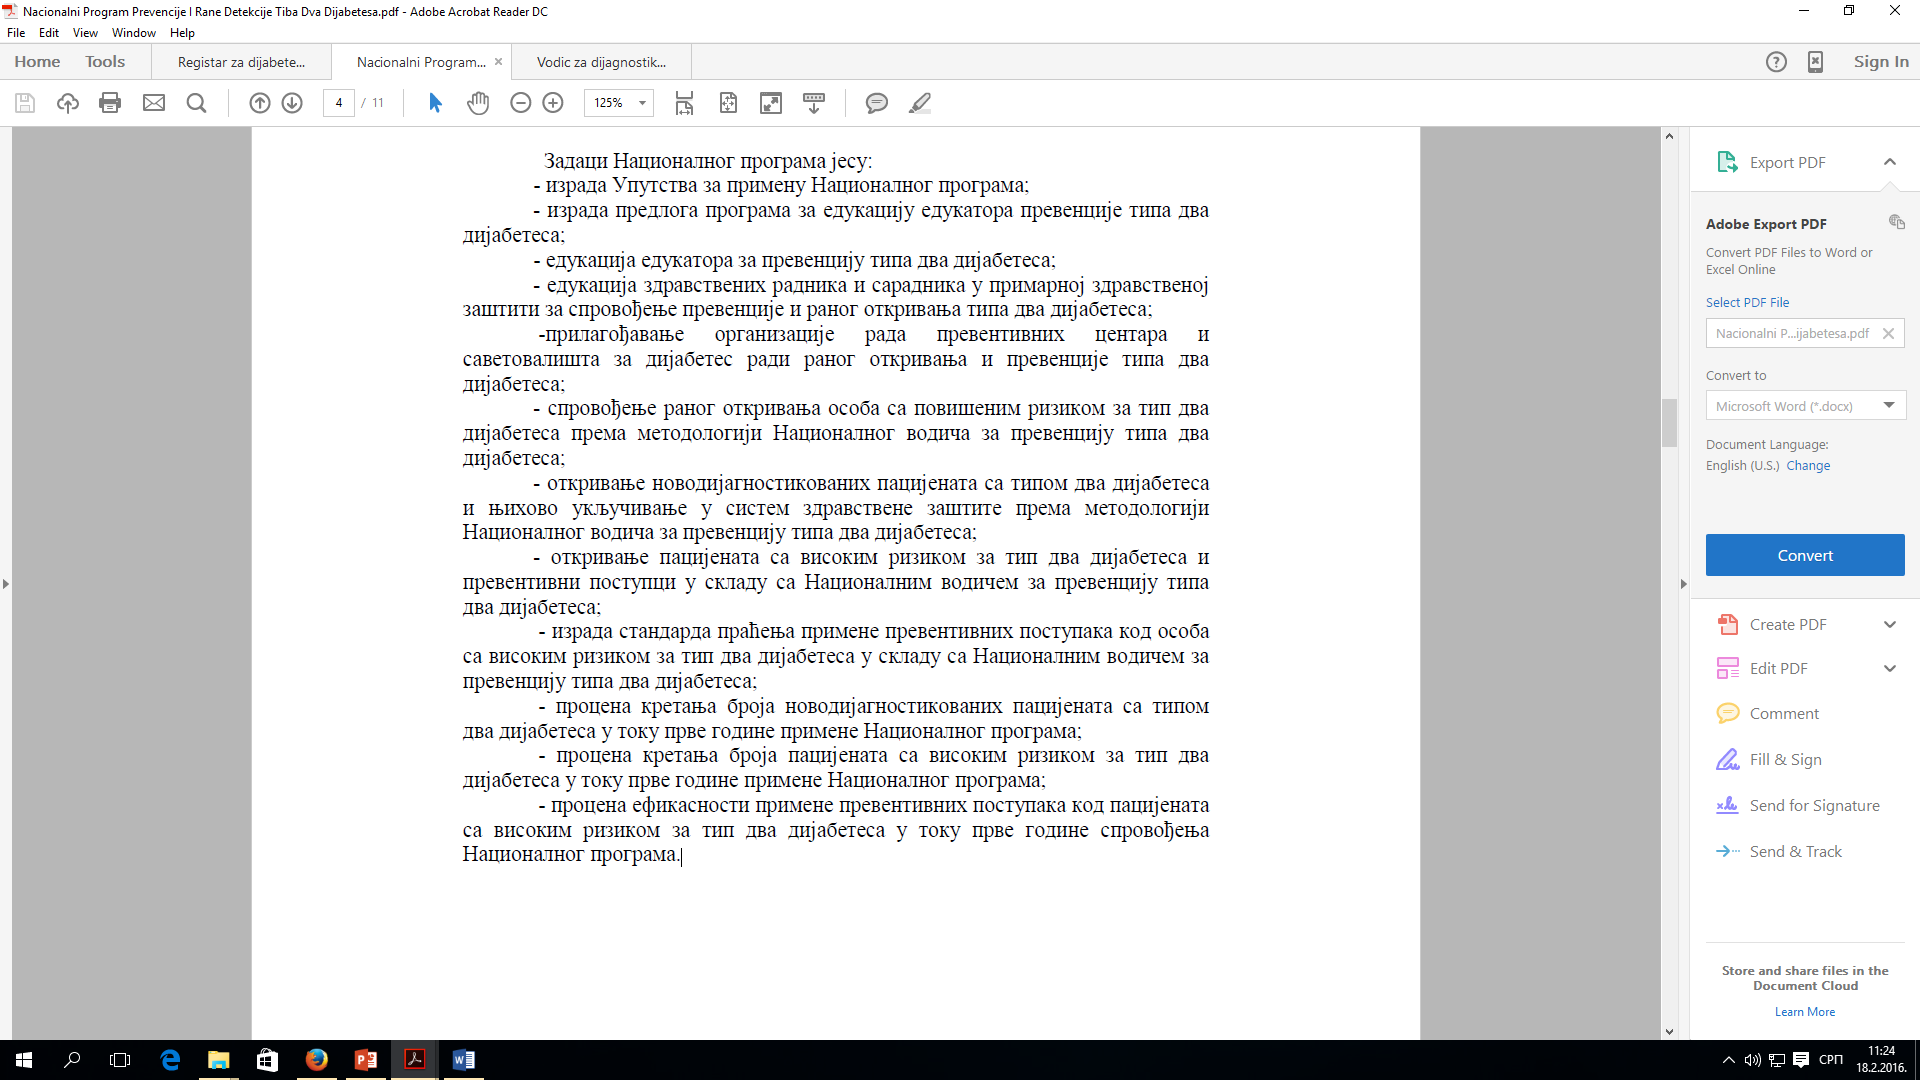 Nacionalni Program Prevencije I Rane Detekcije Tiba Dva Dijabetesa.pdf - Adobe Acrobat Reader DC
File Edit View Window Help
Home Tools Registar za dijabete... Nacionalni Program... Vodic za dijagnostik... Sign In
4 / 11 125%
Задаци Националног програма јесу:
- израда Упутства за примену Националног програма;
- израда предлога програма за едукацију едукатора превенције типа два
дијабетеса;
- едукација едукатора за превенцију типа два дијабетеса;
- едукација здравствених радника и сарадника у примарној здравственој
заштити за спровођење превенције и раног откривања типа два дијабетеса;
-прилагођавање организације рада превентивних центара и
саветовалишта за дијабетес ради раног откривања и превенције типа два
дијабетеса;
- спровођење раног откривања особа са повишеним ризиком за тип два
дијабетеса према методологији Националног водича за превенцију типа два
дијабетеса;
- откривање новодијагностикованих пацијената са типом два дијабетеса
и њихово укључивање у систем здравствене заштите према методологији
Националног водича за превенцију типа два дијабетеса;
- откривање пацијената са високим ризиком за тип два дијабетеса и
превентивни поступци у складу са Националним водичем за превенцију типа
два дијабетеса;
- израда стандарда праћења примене превентивних поступака код особа
са високим ризиком за тип два дијабетеса у складу са Националним водичем за
превенцију типа два дијабетеса;
- процена кретања броја новодијагностикованих пацијената са типом
два дијабетеса у току прве године примене Националног програма;
- процена кретања броја пацијената са високим ризиком за тип два
дијабетеса у току прве године примене Националног програма;
- процена ефикасности примене превентивних поступака код пацијената
са високим ризиком за тип два дијабетеса у току прве године спровођења
Националног програма.
Export PDF
Adobe Export PDF
Convert PDF Files to Word or
Excel Online
Select PDF File
Nacionalni P...ijabetesa.pdf
Convert to
Microsoft Word (*.docx)
Document Language:
English (U.S.) Change
Convert
Create PDF
Edit PDF
Comment
Fill & Sign
Send for Signature
Send & Track
Store and share files in the
Document Cloud
Learn More
СРП
11:24
18.2.2016.